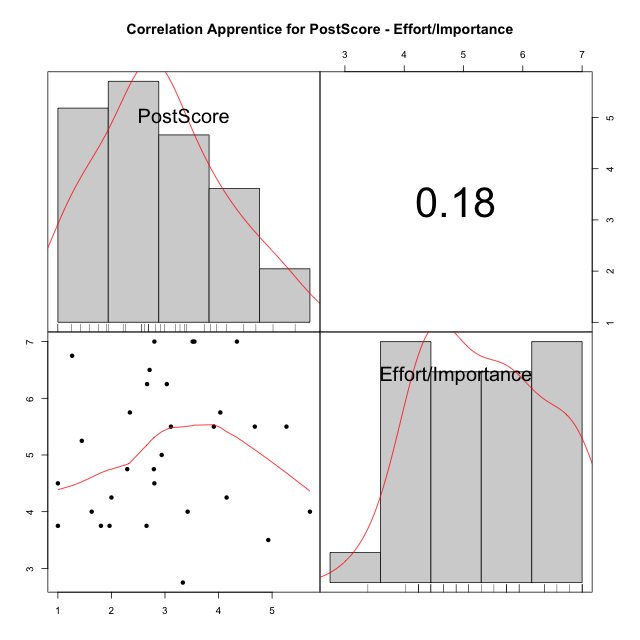 Correlation Apprentice for PostScore - Effort/Importance
3 4 5 6 7
PostScore
0.18
5
4
3
2
1
7
6
5
4
3
Effort/Importance
1 2 3 4 5